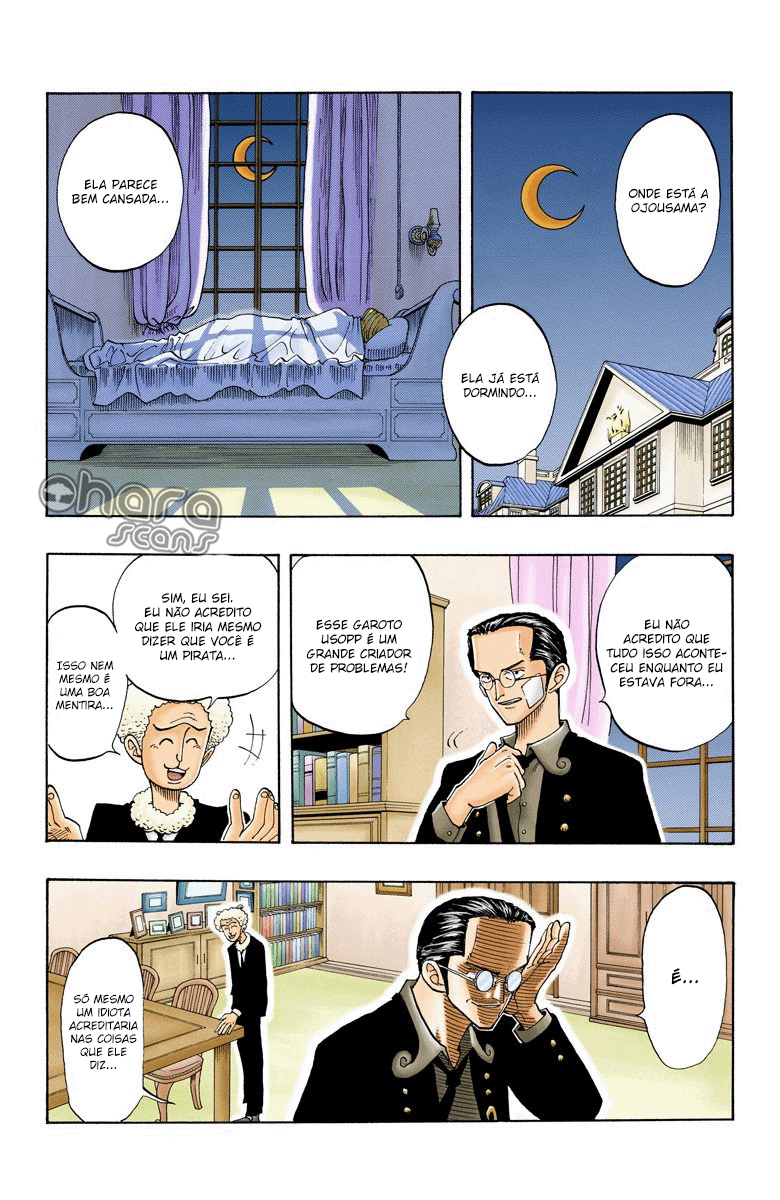 ONDE ESTÁ A
OJOUSAMA?
ELA JÁ ESTÁ
DORMINDO...
ELA PARECE
BEM CANSADA...
Ohara
scans
EU NÃO
ACREDITO QUE
TUDO ISSO ACONTE-
CEU ENQUANTO EU
ESTAVA FORA...
ESSE GAROTO
USOPP É UM
GRANDE CRIADOR
DE PROBLEMAS!
SIM, EU SEI.
EU NÃO ACREDITO
QUE ELE IRIA MESMO
DIZER QUE VOCÊ É
UM PIRATA...
ISSO NEM
MESMO É
UMA BOA
MENTIRA...
É...
SÓ MESMO
UM IDIOTA
ACREDITARIA
NAS COISAS
QUE ELE
DIZ...